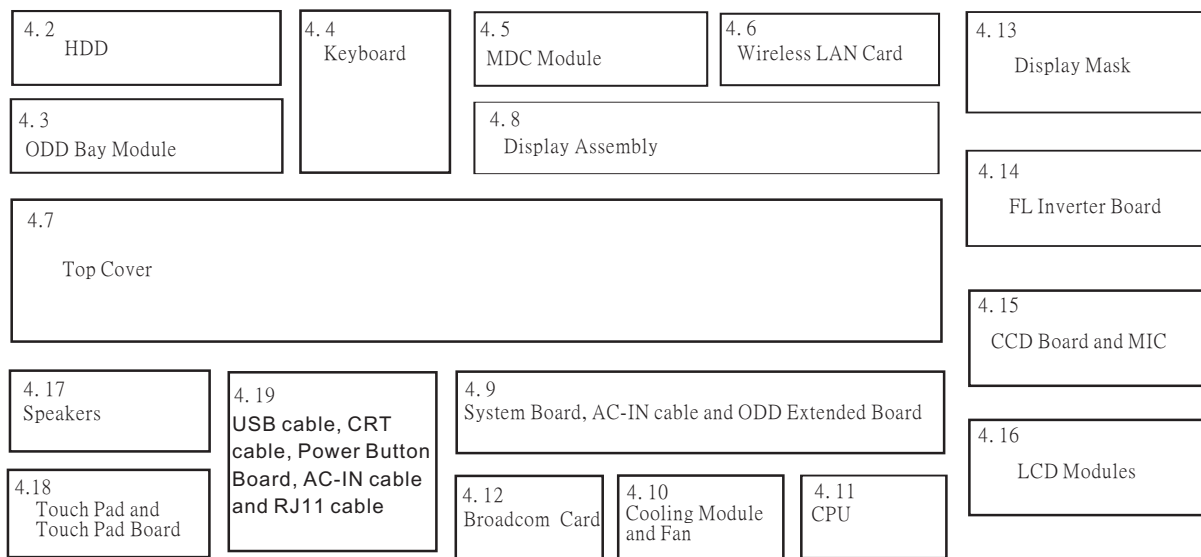 4.2
HDD
4.4
Keyboard
4.5
MDC Module
4.6
Wireless LAN Card
4.13
Display Mask
4.3
ODD Bay Module
4.8
Display Assembly
4.14
FL Inverter Board
4.7
Top Cover
4.15
CCD Board and MIC
4.17
Speakers
4.19
USB cable, CRT
cable, Power Button
Board, AC-IN cable
and RJ11 cable
4.9
System Board, AC-IN cable and ODD Extended Board
4.16
LCD Modules
4.18
Touch Pad and
Touch Pad Board
4.12
Broadcom Card
4.10
Cooling Module
and Fan
4.11
CPU